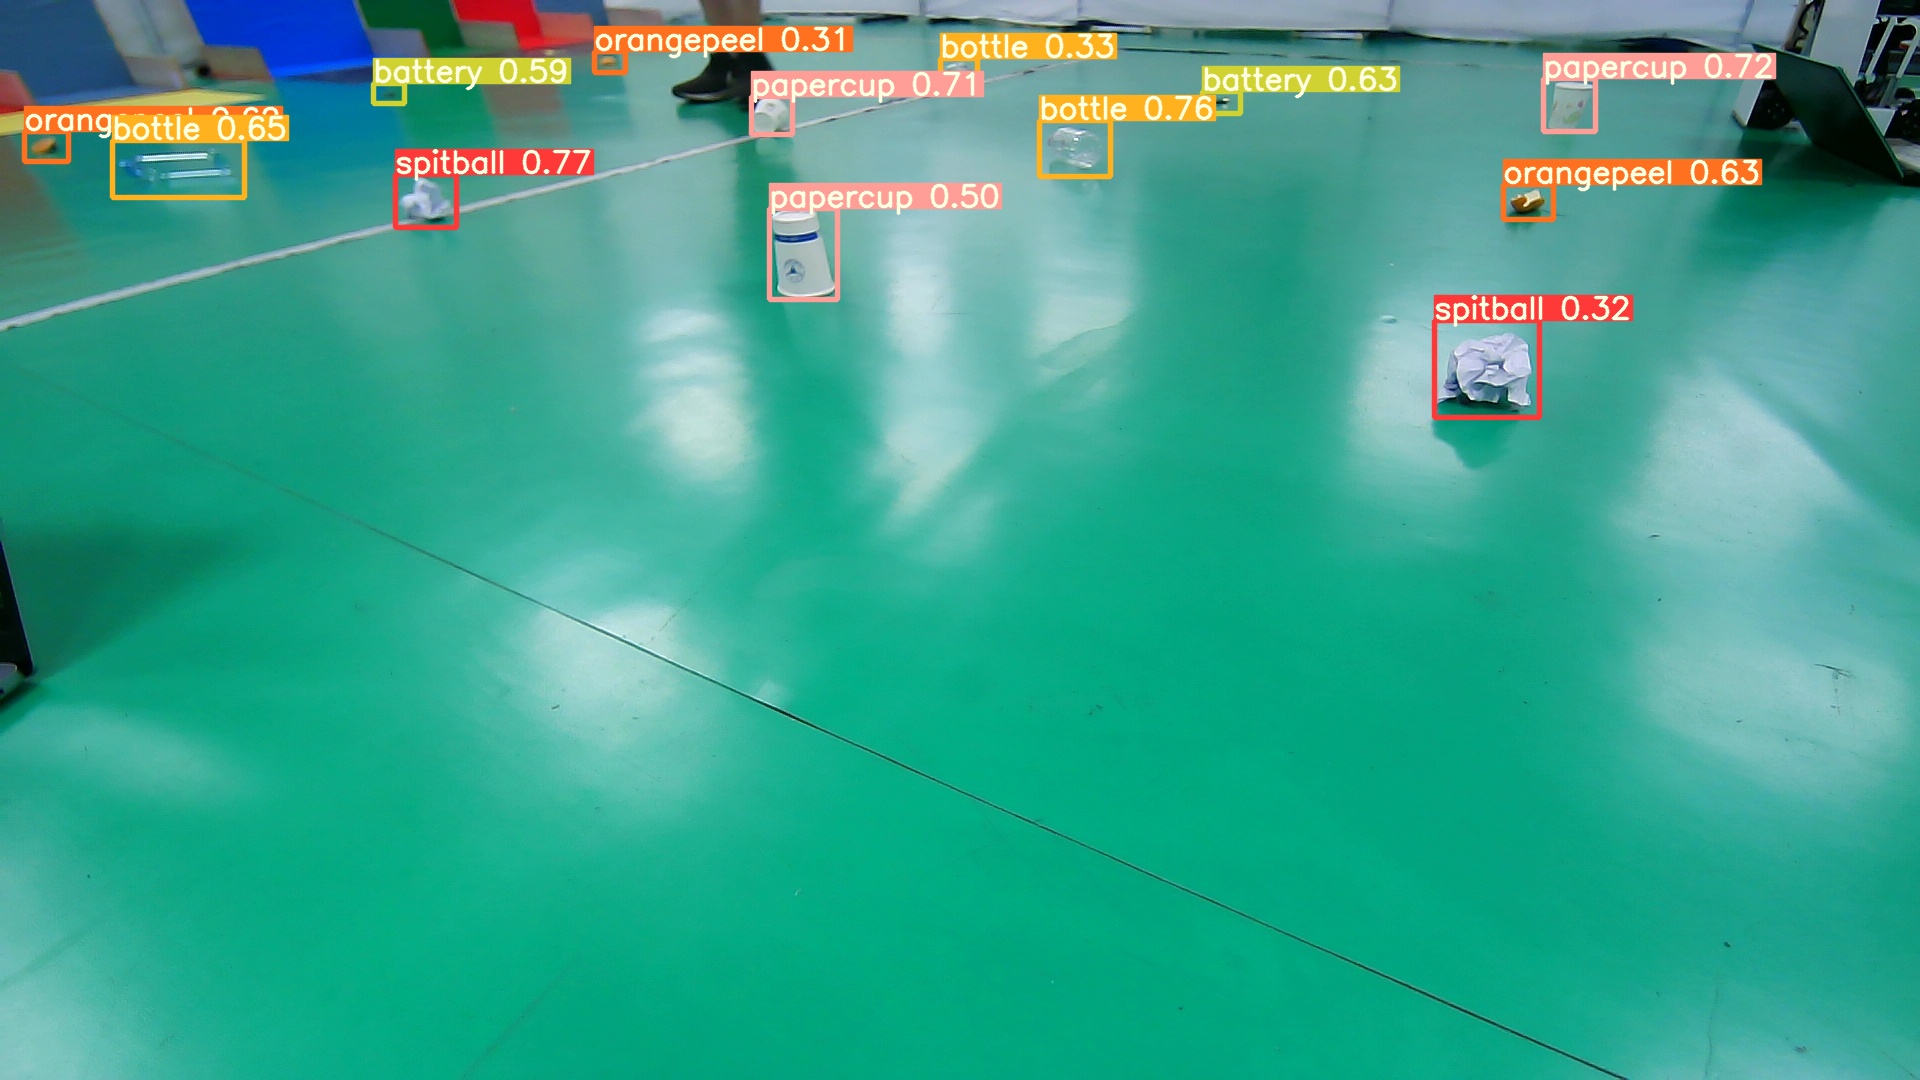 orangepeel 0.31
bottle 0.33
battery 0.59
papercup 0.71
battery 0.63
papercup 0.72
bottle 0.65
bottle 0.76
spitball 0.77
orangepeel 0.63
papercup 0.50
spitball 0.32